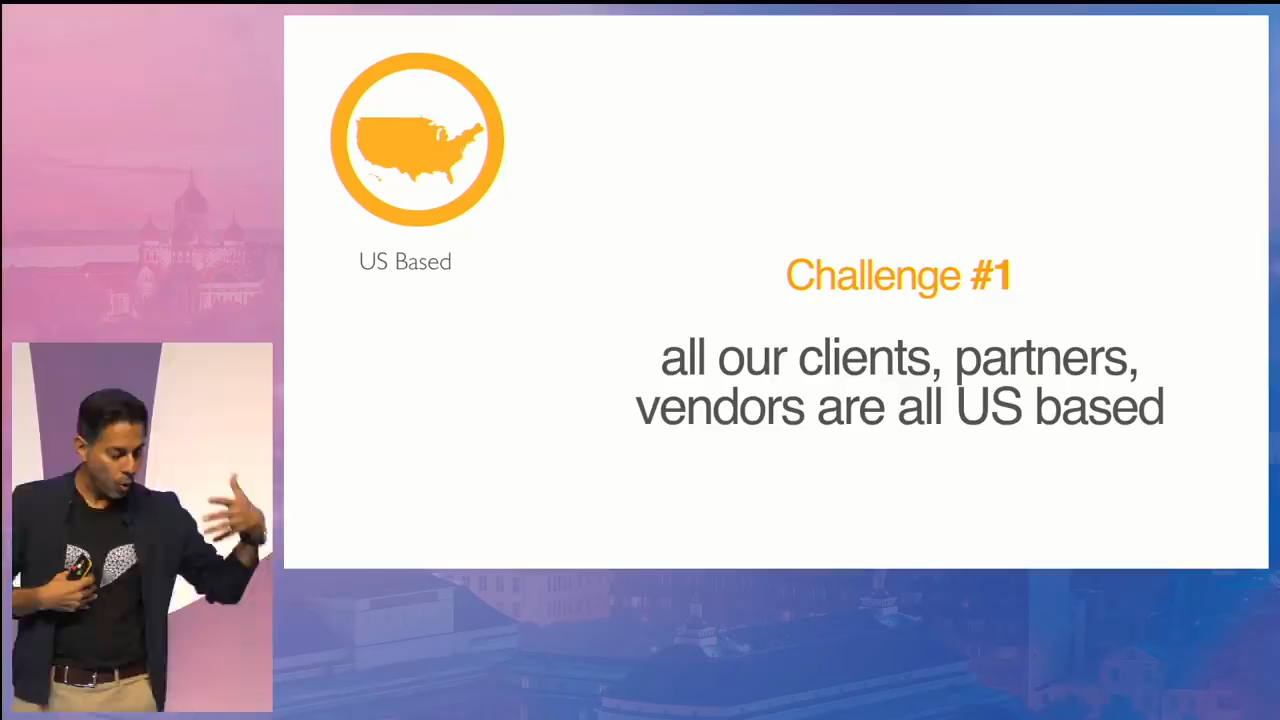 US Based
Challenge #1
all our clients, partners,
vendors are all US based